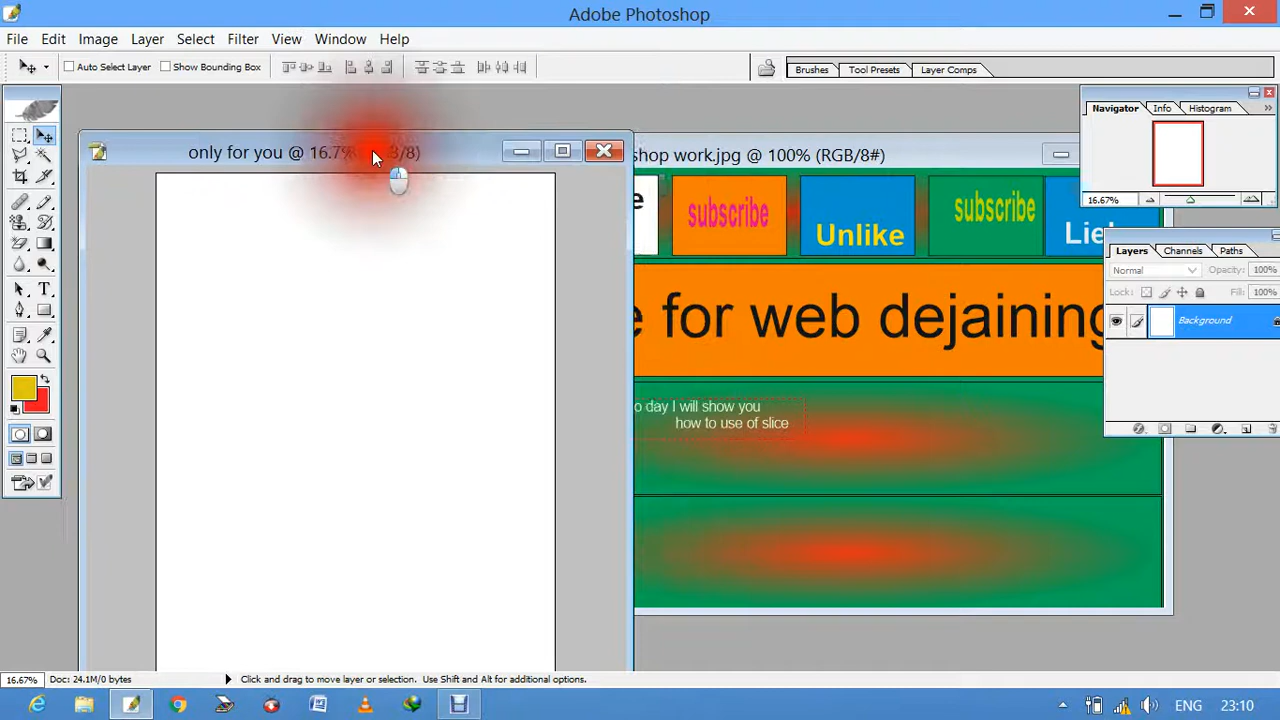 Adobe Photoshop
File Edit Image Layer Select Filter View Window Help
Auto Select Layer Show Bounding Box
Brushes Tool Presets Layer Comps
Navigator Info Histogram
only for you @ 16.7%
shop work.jpg @ 100% (RGB/8#)
subscribe
Unlike
subscribe
16.67%
Layers Channels Paths
Normal Opacity: 100%
Lock: Fill: 100%
Background
e for web dejaining
o day I will show you
how to use of slice
T
16.67% Doc: 24.1M/0 bytes Click and drag to move layer or selection. Use Shift and Alt for additional options.
ENG 23:10